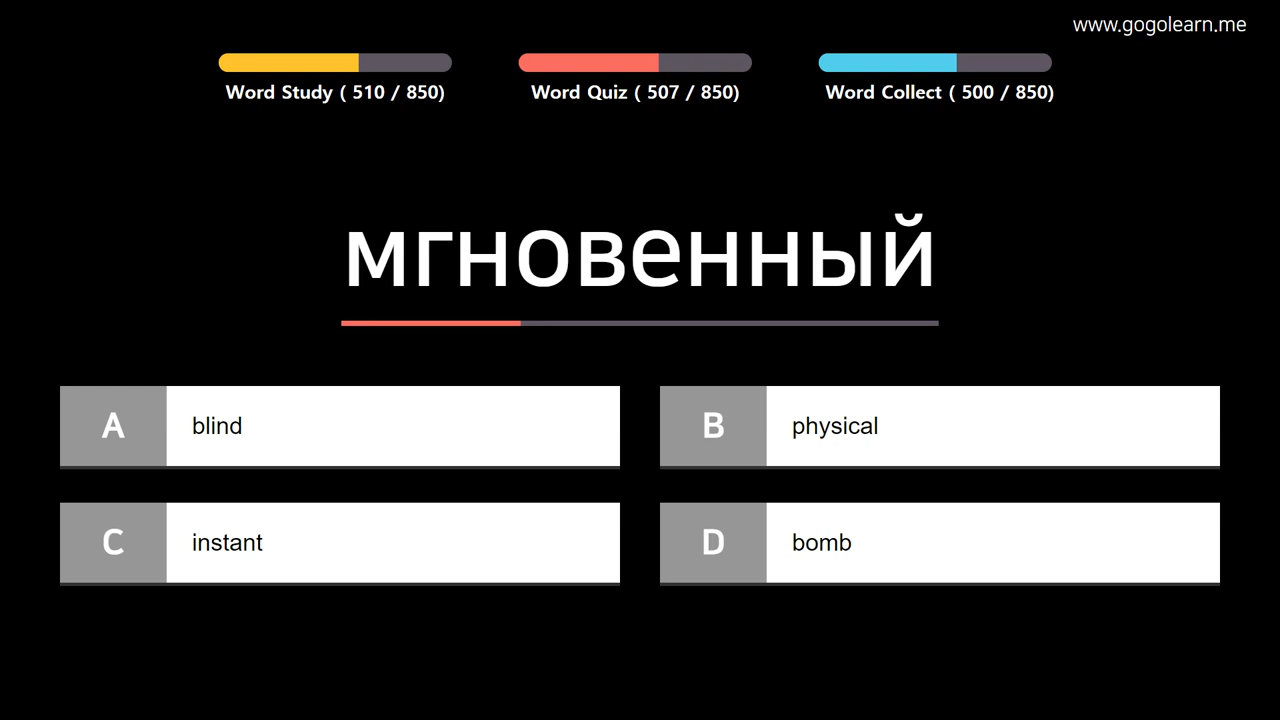 www.gogolearn.me
Word Study ( 510 / 850)
Word Quiz ( 507 / 850)
Word Collect ( 500 / 850)
мгновенный
A blind
B physical
C instant
D bomb